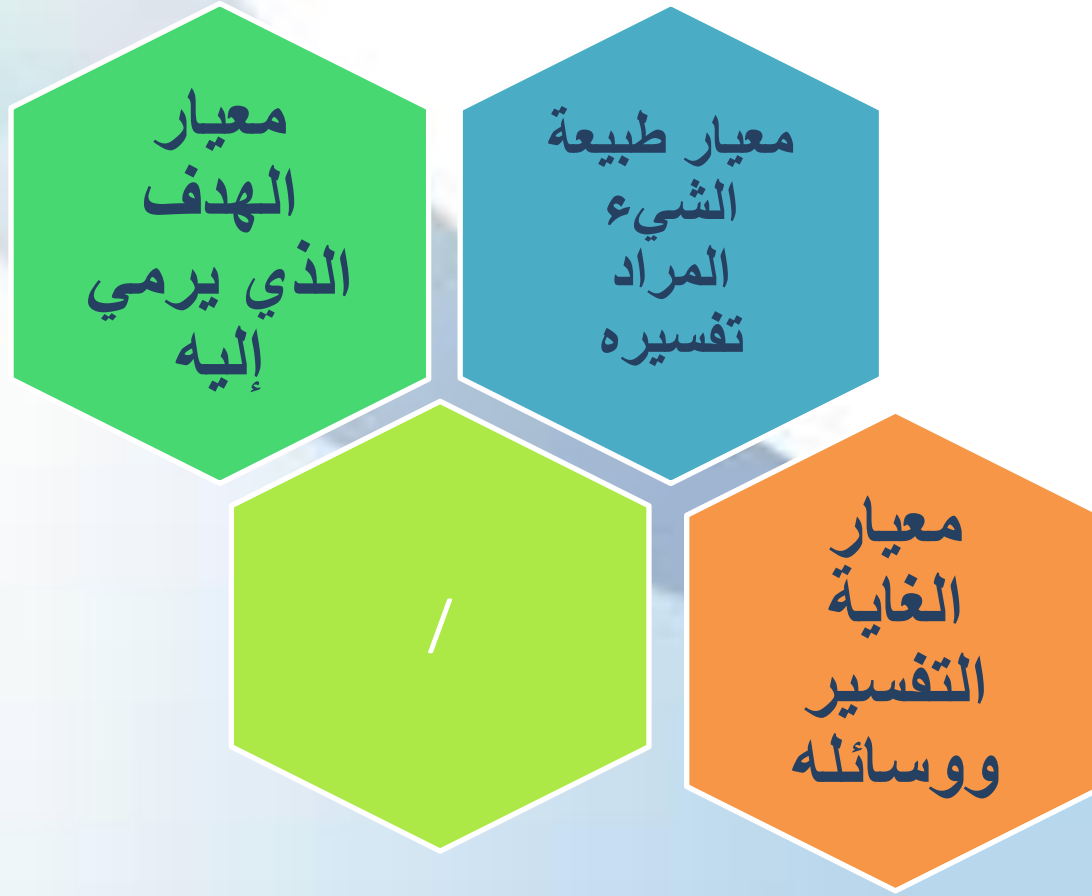 معيار طبيعة
الشيء
المراد
تفسيره
معيار
الهدف
الذي يرمي
إليه
معيار
الغاية
التفسير
ووسائله
/